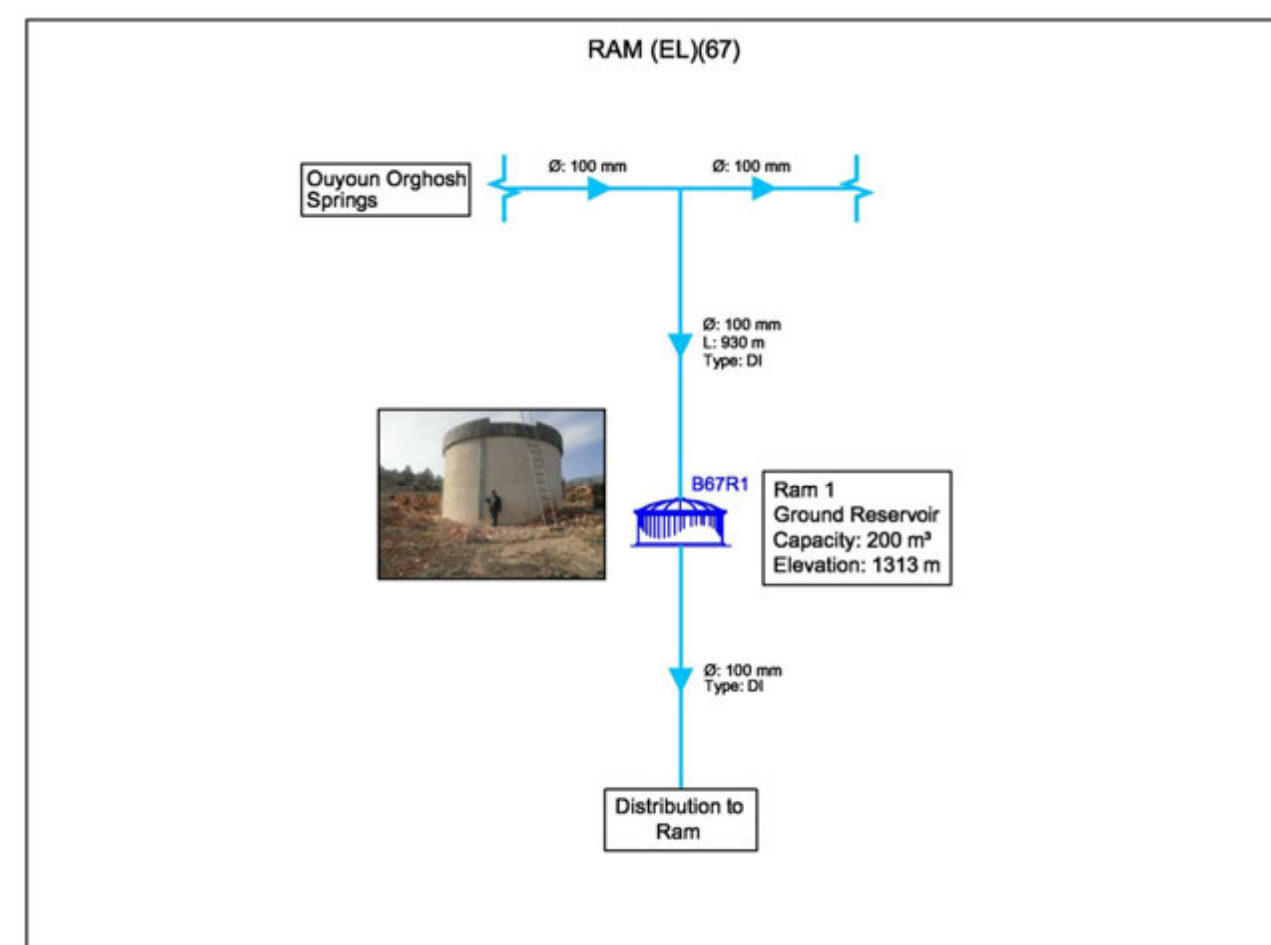 RAM (EL)(67)
Ø: 100 mm
Ø: 100 mm
Ouyoun Orghosh
Springs
Ø: 100 mm
L: 930 m
Type: DI
B67R1
Ram 1
Ground Reservoir
Capacity: 200 m³
Elevation: 1313 m
Ø: 100 mm
Type: DI
Distribution to
Ram